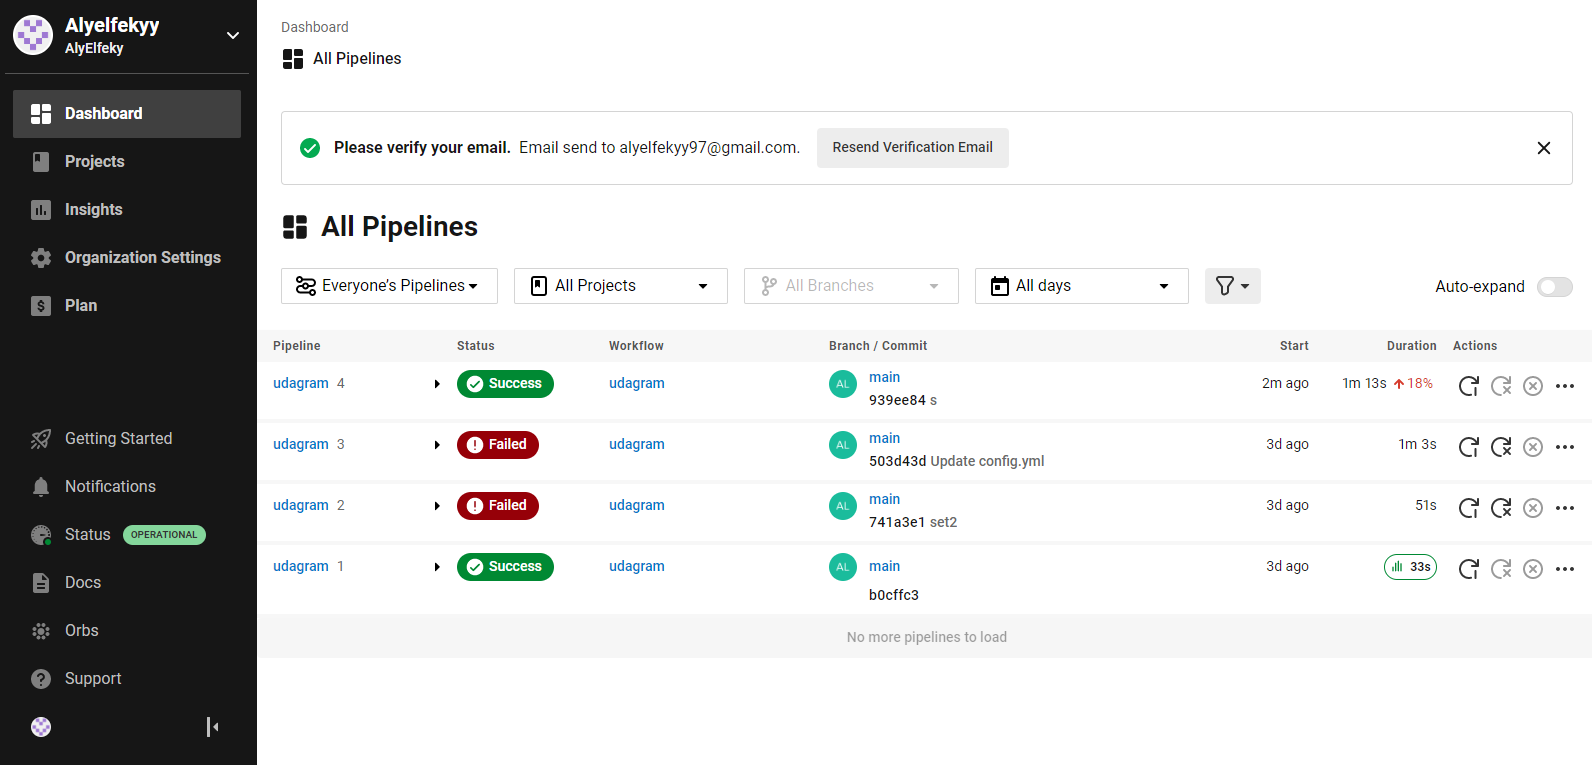 Alyelfekyy
AlyElfeky
Dashboard
Projects
Insights
Organization Settings
Plan
Getting Started
Notifications
Status OPERATIONAL
Docs
Orbs
Support
Dashboard
All Pipelines
Please verify your email. Email send to alyelfekyy97@gmail.com. Resend Verification Email
All Pipelines
Everyone's Pipelines All Projects All Branches All days Auto-expand
Pipeline Status Workflow Branch / Commit Start Duration Actions
udagram 4 Success udagram AL main 2m ago 1m 13s 18%
939ee84 s
udagram 3 Failed udagram AL main 3d ago 1m 3s
503d43d Update config.yml
udagram 2 Failed udagram AL main 3d ago 51s
741a3e1 set2
udagram 1 Success udagram AL main 3d ago 33s
b0cffc3
No more pipelines to load